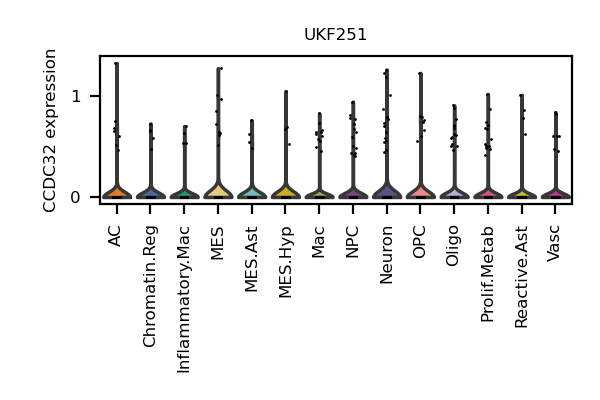 UKF251
CCDC32 expression
1
0
AC
Chromatin.Reg
Inflammatory.Mac
MES
MES.Ast
MES.Hyp
Mac
NPC
Neuron
OPC
Oligo
Prolif.Metab
Reactive.Ast
Vasc